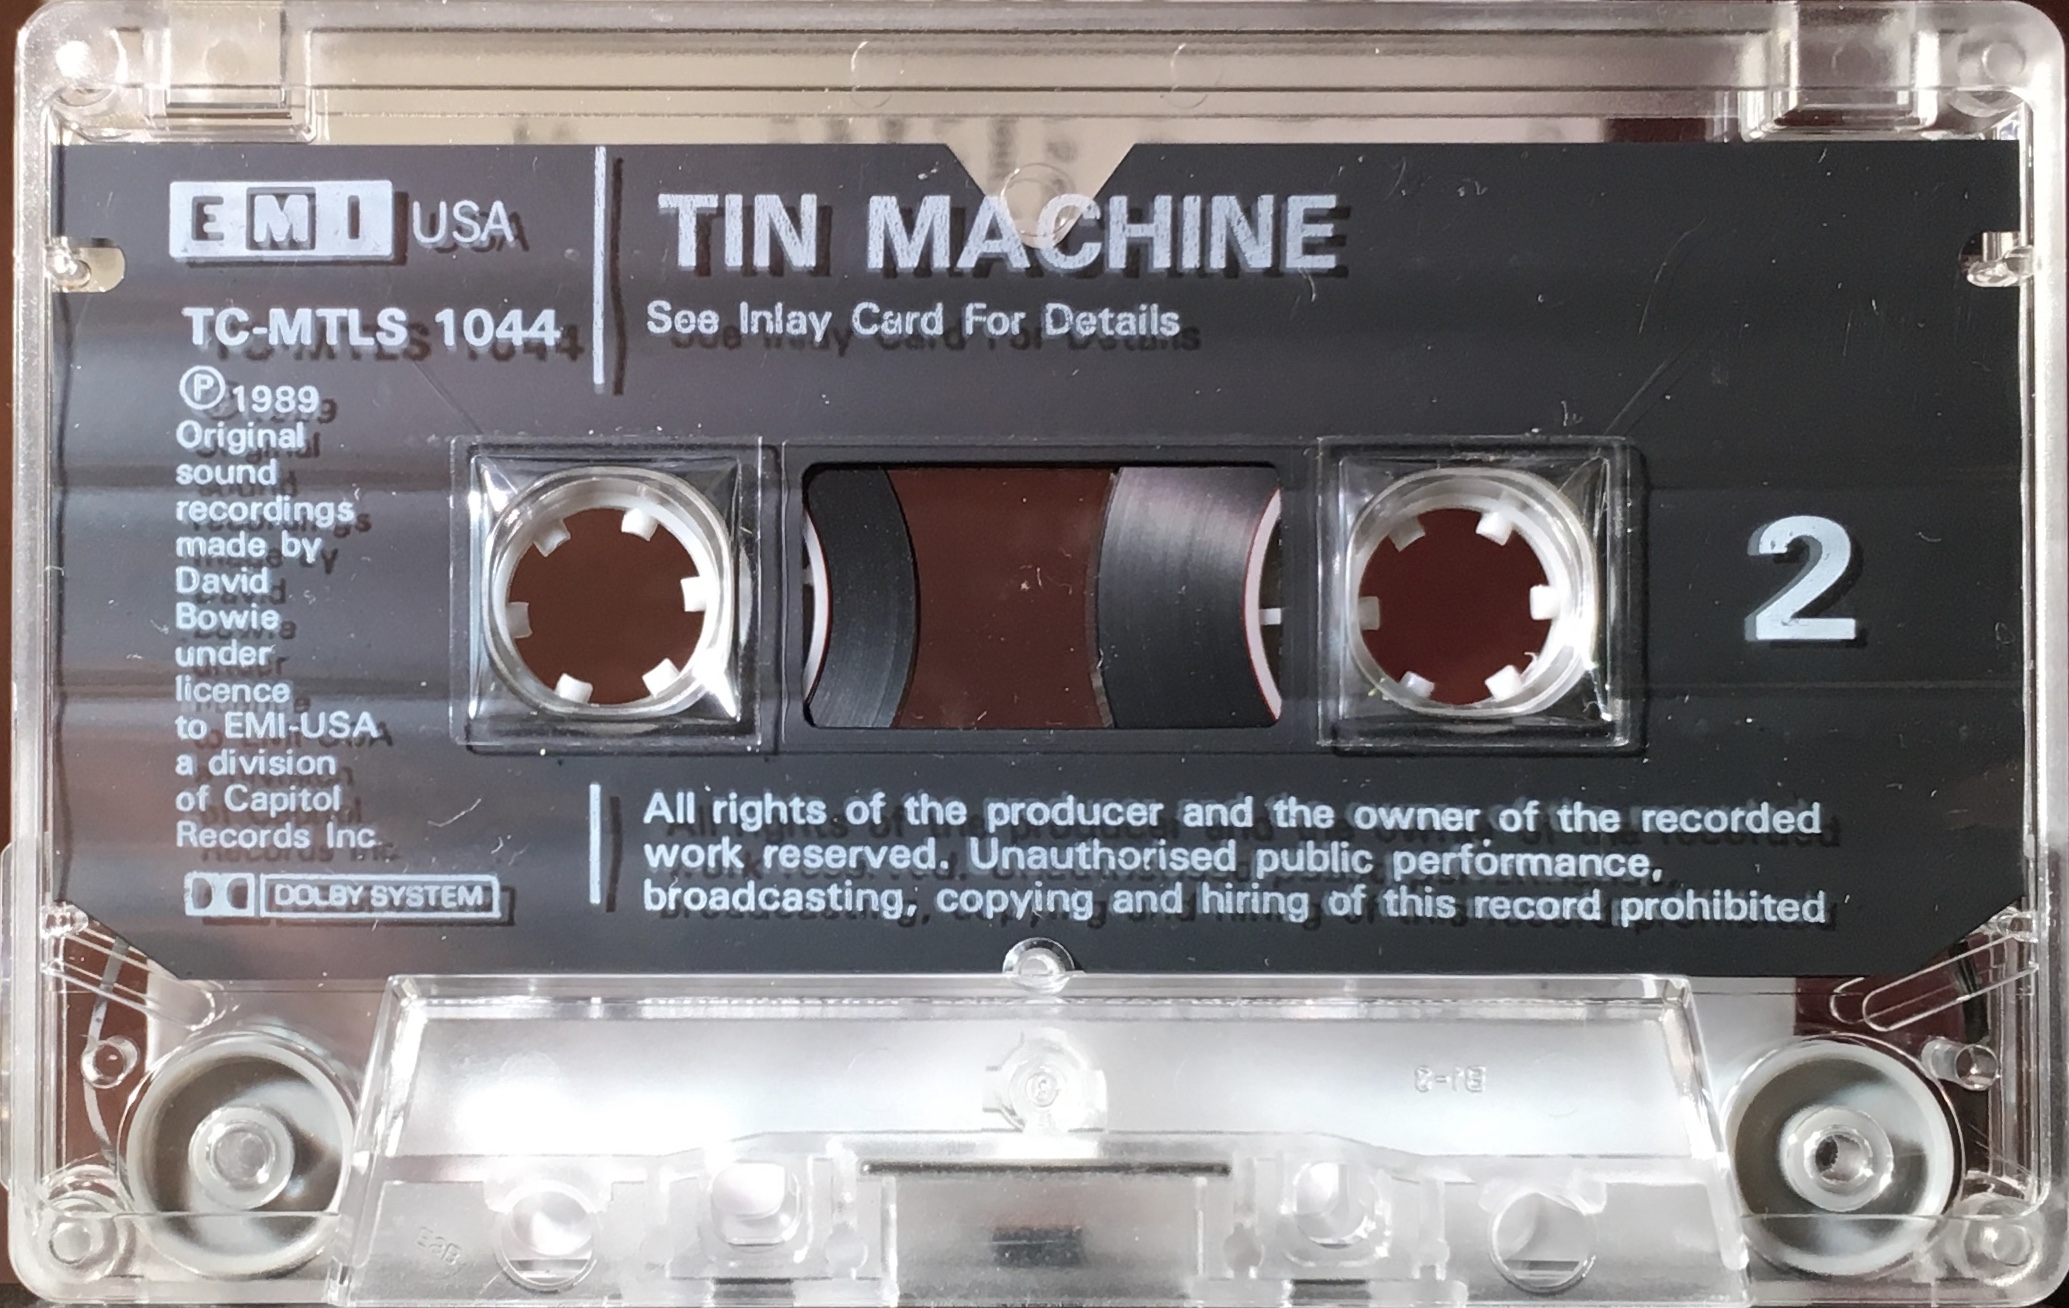 EMI USA
TC-MTLS 1044
℗1989
Original
sound
recordings
made by
David
Bowie
under
licence
to EMI-USA
a division
of Capitol
Records Inc
DOLBY SYSTEM
TIN MACHINE
See Inlay Card For Details
2
All rights of the producer and the owner of the recorded
work reserved. Unauthorised public performance,
broadcasting, copying and hiring of this record prohibited